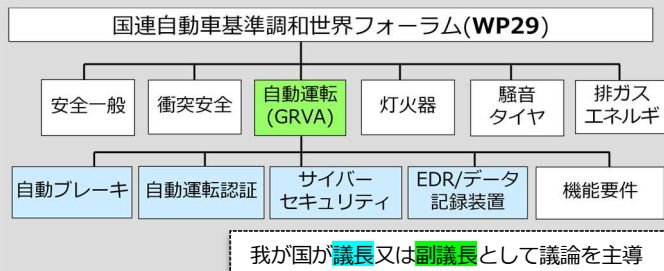 国連自動車基準調和世界フォーラム(WP29)
安全一般
衝突安全
自動運転
(GRVA)
灯火器
騒音
タイヤ
排ガス
エネルギ
自動ブレーキ
自動運転認証
サイバー
セキュリティ
EDR/データ
記録装置
機能要件
我が国が議長又は副議長として議論を主導